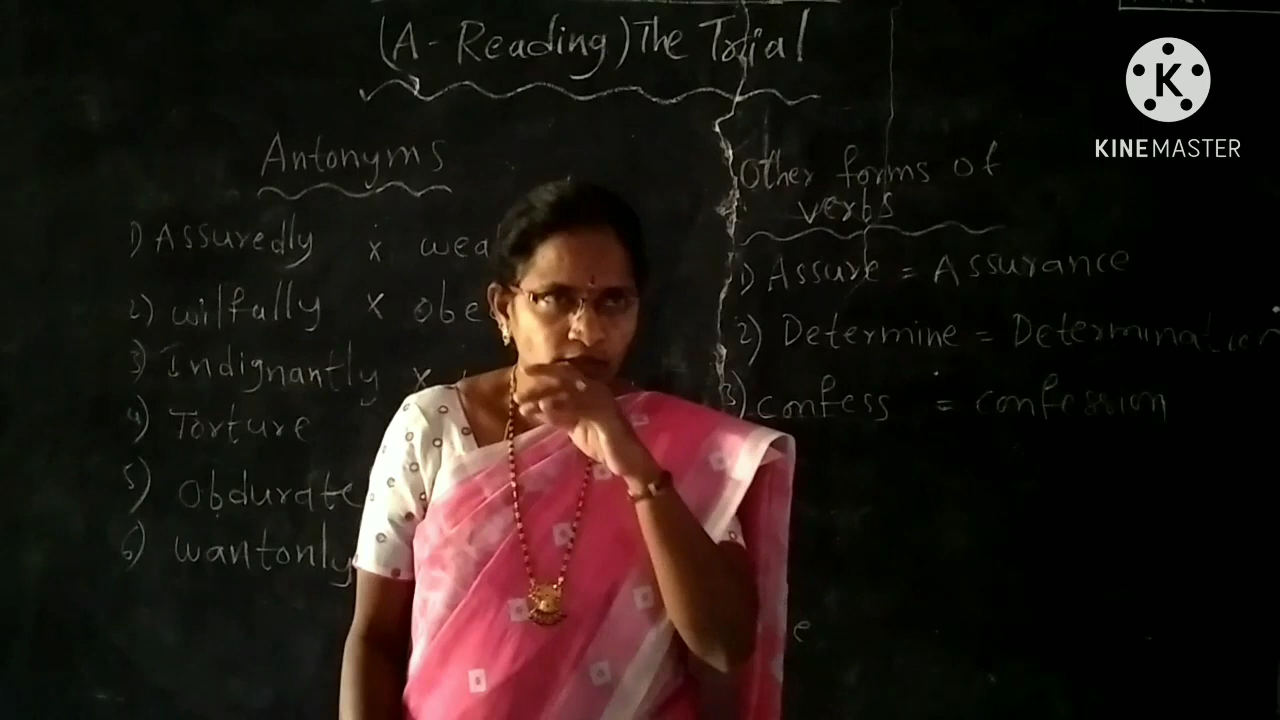 (A - Reading) The Trial
Antonyms
1) Assuredly x wea
2) wilfally x obe
3) Indignantly x
4) Torture
5) Obdurate
6) wantonly
Other forms of
verbs
1) Assure = Assurance
2) Determine = Determination
3) confess = confession
e
KINEMASTER